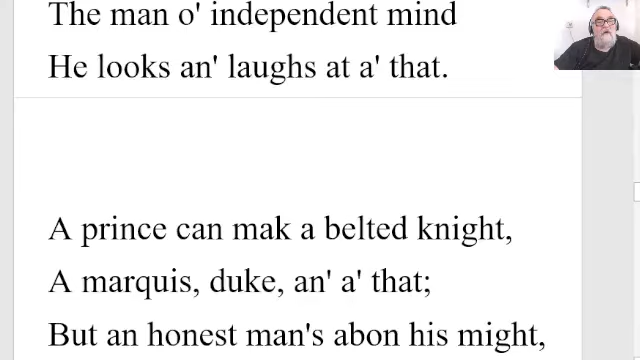 The man o' independent mind
He looks an' laughs at a' that.
A prince can mak a belted knight,
A marquis, duke, an' a' that;
But an honest man's abon his might,